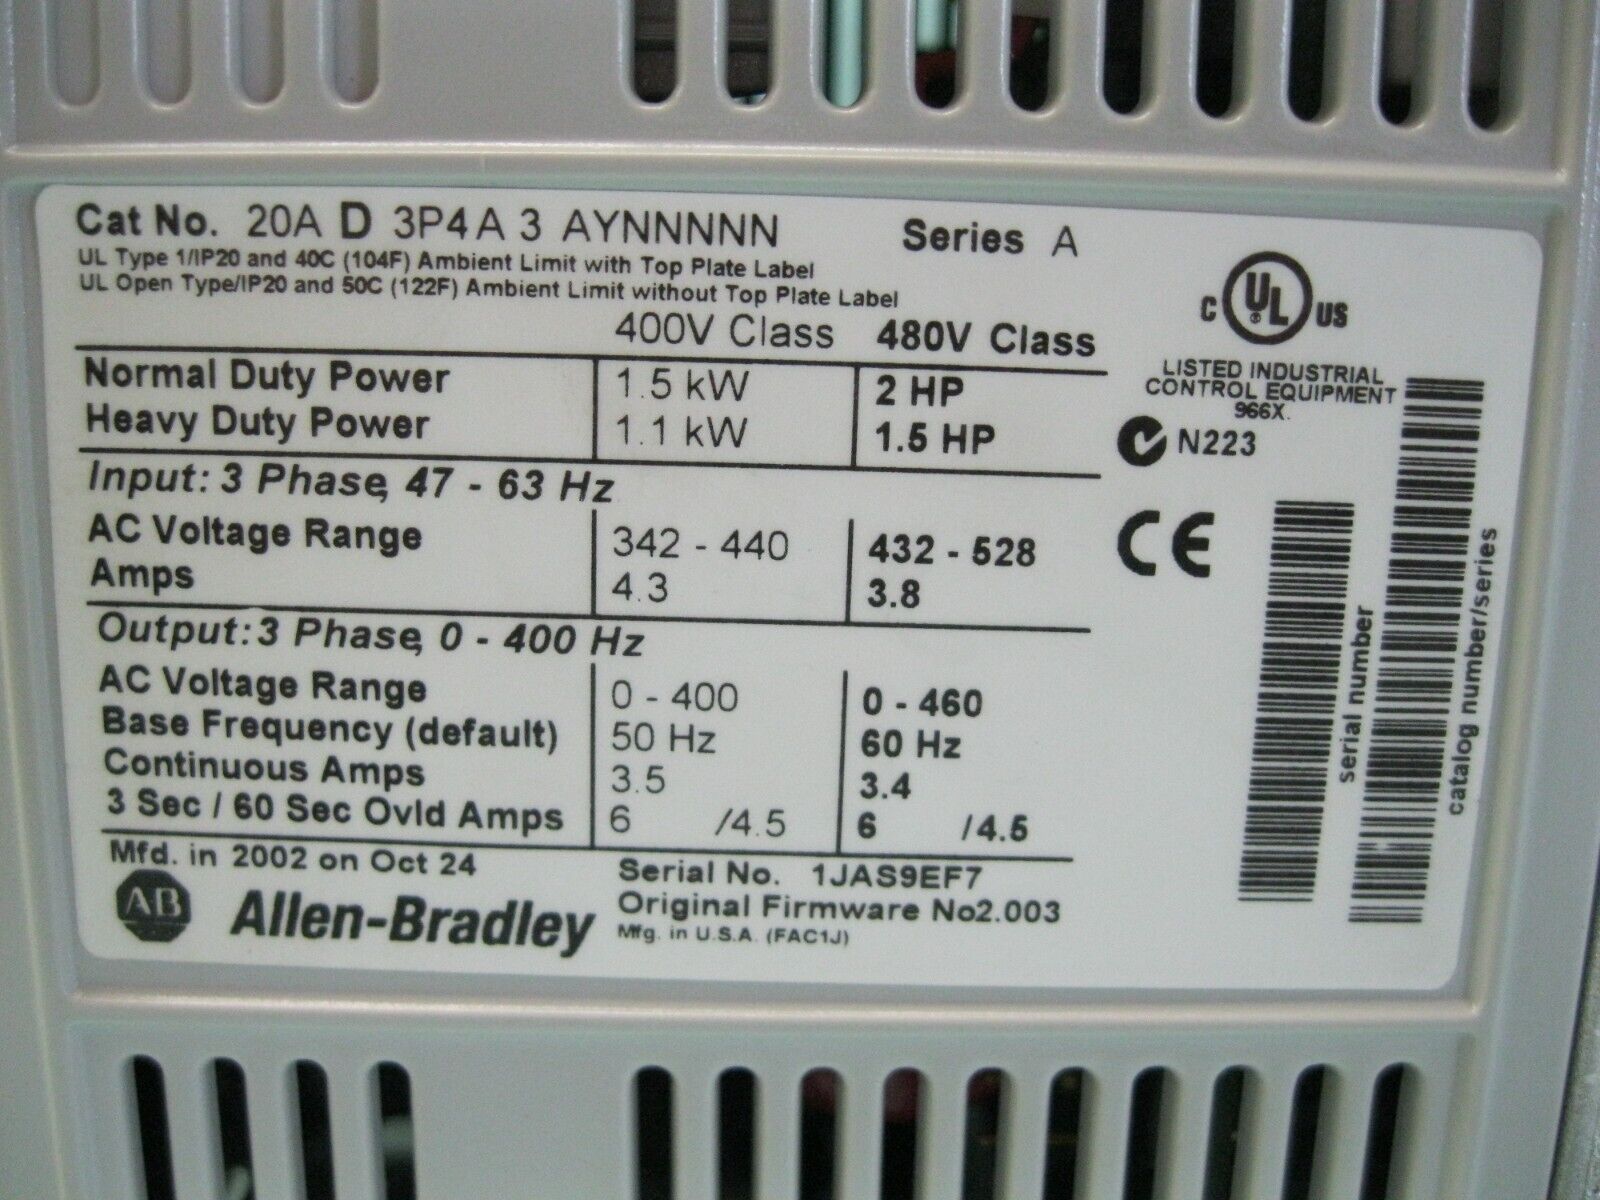 Cat No. 20A D 3P4 A 3 AYNNNNN Series A
UL Type 1/IP20 and 40C (104F) Ambient Limit with Top Plate Label
UL Open Type/IP20 and 50C (122F) Ambient Limit without Top Plate Label
400V Class 480V Class
Normal Duty Power 1.5 kW 2 HP
Heavy Duty Power 1.1 kW 1.5 HP
Input: 3 Phase, 47 - 63 Hz
AC Voltage Range 342 - 440 432 - 528
Amps 4.3 3.8
Output: 3 Phase, 0 - 400 Hz
AC Voltage Range 0 - 400 0 - 460
Base Frequency (default) 50 Hz 60 Hz
Continuous Amps 3.5 3.4
3 Sec / 60 Sec Ovld Amps 6 /4.5 6 /4.5
Mfd. in 2002 on Oct 24
Serial No. 1JAS9EF7
Original Firmware No2.003
Mfg. in U.S.A. (FAC1J)
AB Allen-Bradley
C UL ® US
LISTED INDUSTRIAL
CONTROL EQUIPMENT
966X.
N223
CE
serial number
catalog number/series